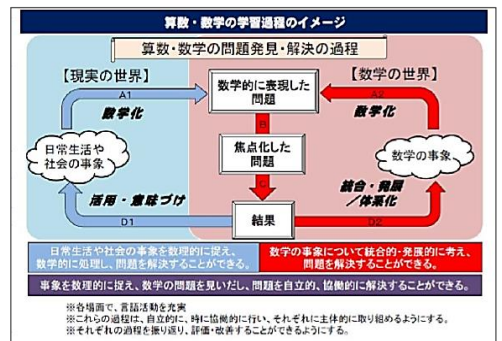 算数・数学の学習過程のイメージ
算数・数学の問題発見・解決の過程
【現実の世界】
【数学の世界】
A1
数学化
数学的に表現した
問題
A2
数学化
B
日常生活や
社会の事象
焦点化した
問題
数学の事象
C
活用・意味づけ
統合・発展
/体系化
D1
結果
D2
日常生活や社会の事象を数理的に捉え、
数学的に処理し、問題を解決することができる。
数学の事象について統合的・発展的に考え、
問題を解決することができる。
事象を数理的に捉え、数学の問題を見いだし、問題を自立的、協働的に解決することができる。
※各場面で、言語活動を充実
※これらの過程は、自立的に、時に協働的に行い、それぞれに主体的に取り組めるようにする。
※それぞれの過程を振り返り、評価・改善することができるようにする。